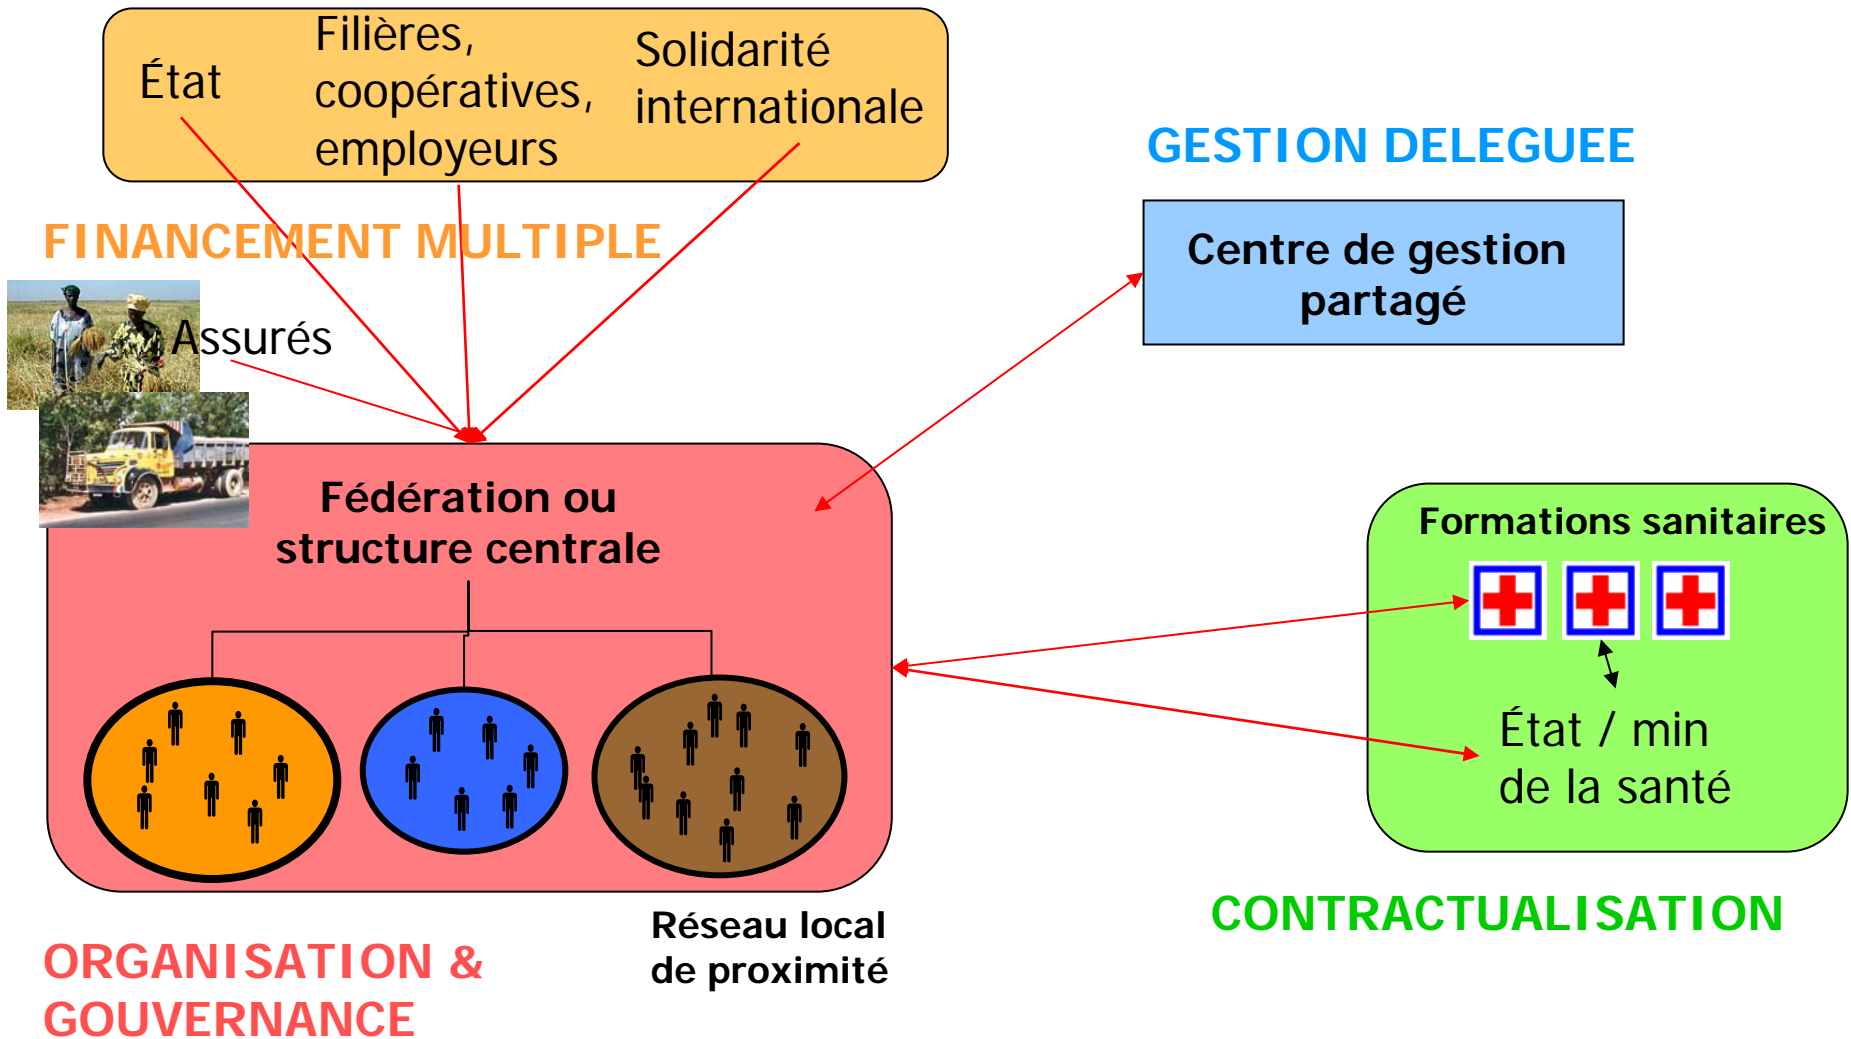 État
Filières,
coopératives,
employeurs
Solidarité
internationale
GESTION DELEGUEE
FINANCEMENT MULTIPLE
Centre de gestion
partagé
Assurés
Fédération ou
structure centrale
Formations sanitaires
État / min
de la santé
Réseau local
de proximité
CONTRACTUALISATION
ORGANISATION &
GOUVERNANCE